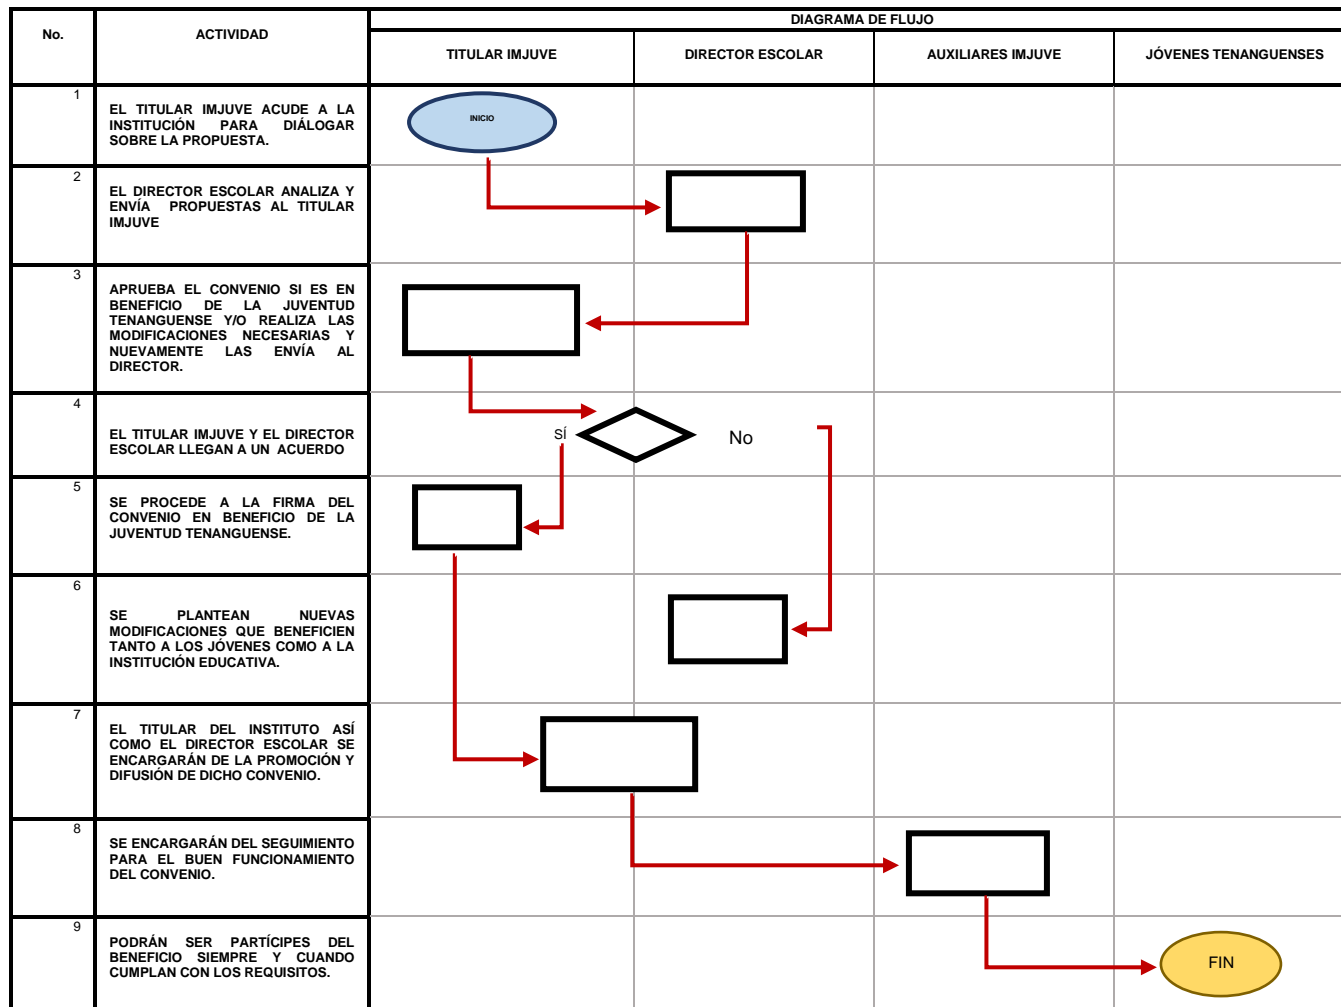 No.
ACTIVIDAD
DIAGRAMA DE FLUJO
TITULAR IMJUVE
DIRECTOR ESCOLAR
AUXILIARES IMJUVE
JÓVENES TENANGUENSES
1
EL TITULAR IMJUVE ACUDE A LA
INSTITUCIÓN PARA DIÁLOGAR
SOBRE LA PROPUESTA.
INICIO
2
EL DIRECTOR ESCOLAR ANALIZA Y
ENVÍA PROPUESTAS AL TITULAR
IMJUVE
3
APRUEBA EL CONVENIO SI ES EN
BENEFICIO DE LA JUVENTUD
TENANGUENSE Y/O REALIZA LAS
MODIFICACIONES NECESARIAS Y
NUEVAMENTE LAS ENVÍA AL
DIRECTOR.
4
EL TITULAR IMJUVE Y EL DIRECTOR
ESCOLAR LLEGAN A UN ACUERDO
SÍ
No
5
SE PROCEDE A LA FIRMA DEL
CONVENIO EN BENEFICIO DE LA
JUVENTUD TENANGUENSE.
6
SE PLANTEAN NUEVAS
MODIFICACIONES QUE BENEFICIEN
TANTO A LOS JÓVENES COMO A LA
INSTITUCIÓN EDUCATIVA.
7
EL TITULAR DEL INSTITUTO ASÍ
COMO EL DIRECTOR ESCOLAR SE
ENCARGARÁN DE LA PROMOCIÓN Y
DIFUSIÓN DE DICHO CONVENIO.
8
SE ENCARGARÁN DEL SEGUIMIENTO
PARA EL BUEN FUNCIONAMIENTO
DEL CONVENIO.
9
PODRÁN SER PARTÍCIPES DEL
BENEFICIO SIEMPRE Y CUANDO
CUMPLAN CON LOS REQUISITOS.
FIN